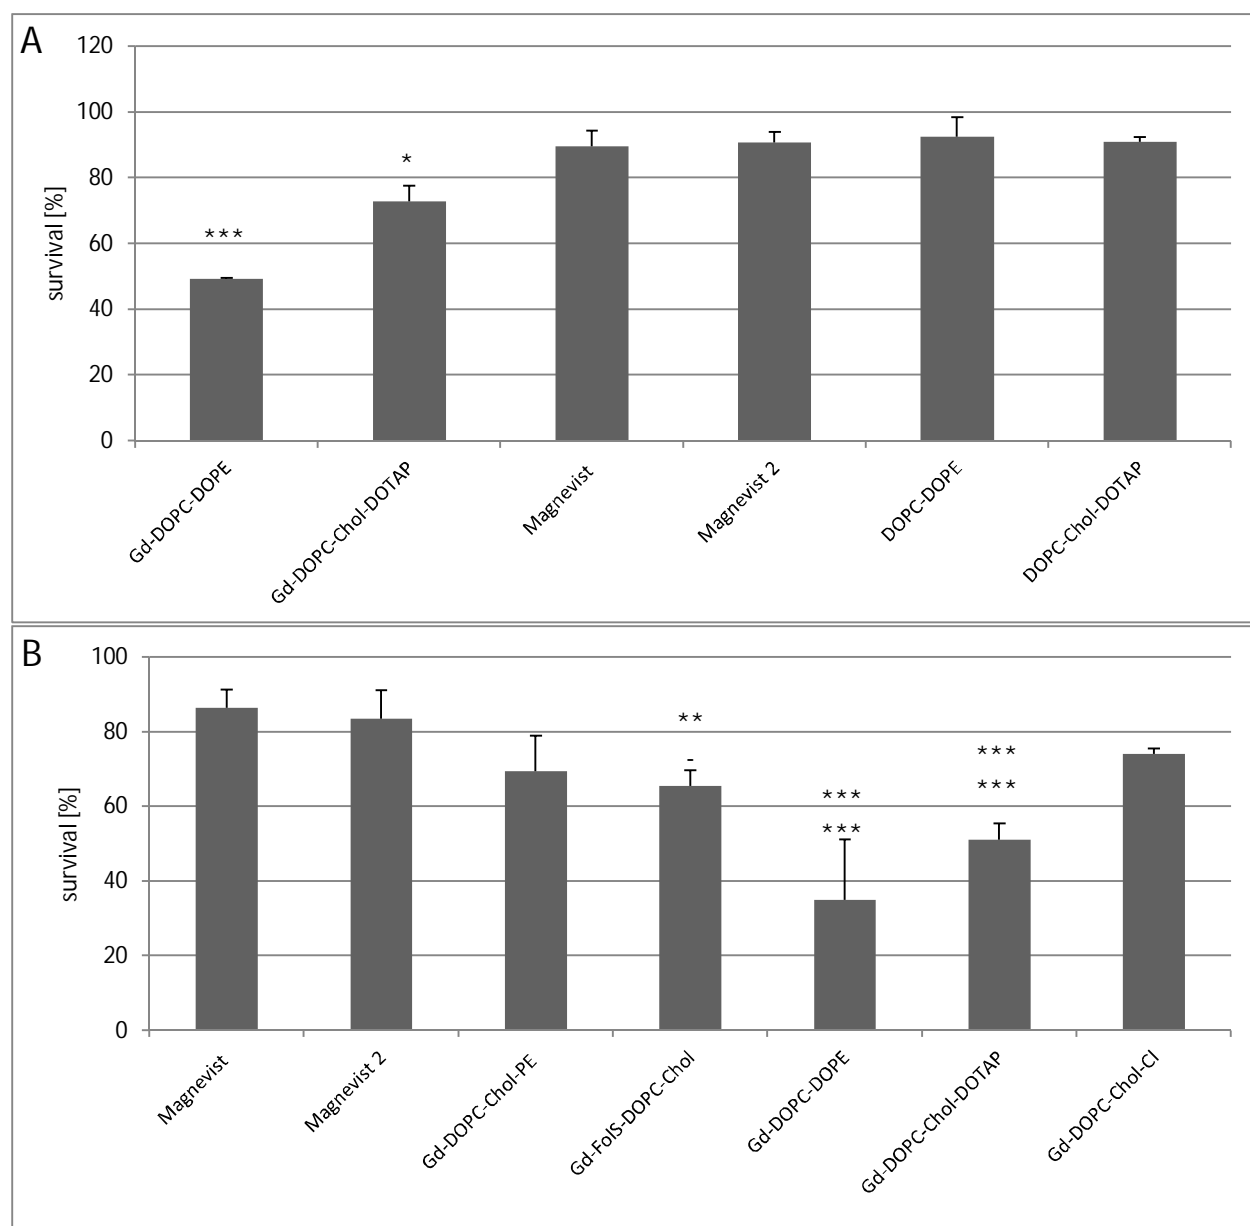 A
120
100
80
60
40
20
0
survival [%]
***
*
Gd-DOPC-DOPE
Gd-DOPC-Chol-DOTAP
Magnevist
Magnevist 2
DOPC-DOPE
DOPC-Chol-DOTAP
B
100
80
60
40
20
0
survival [%]
**
-
***
***
***
***
Magnevist
Magnevist 2
Gd-DOPC-Chol-PE
Gd-FolS-DOPC-Chol
Gd-DOPC-DOPE
Gd-DOPC-Chol-DOTAP
Gd-DOPC-Chol-Cl